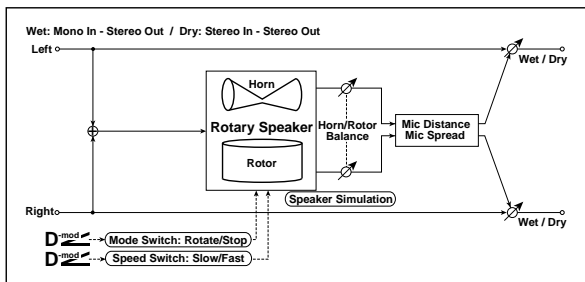 Wet: Mono In - Stereo Out / Dry: Stereo In - Stereo Out
Left
Wet / Dry
Horn
Rotary Speaker
Horn/Rotor
Balance
Mic Distance
Mic Spread
Rotor
Speaker Simulation
Right
Wet / Dry
D-mod
Mode Switch: Rotate/Stop
D-mod
Speed Switch: Slow/Fast